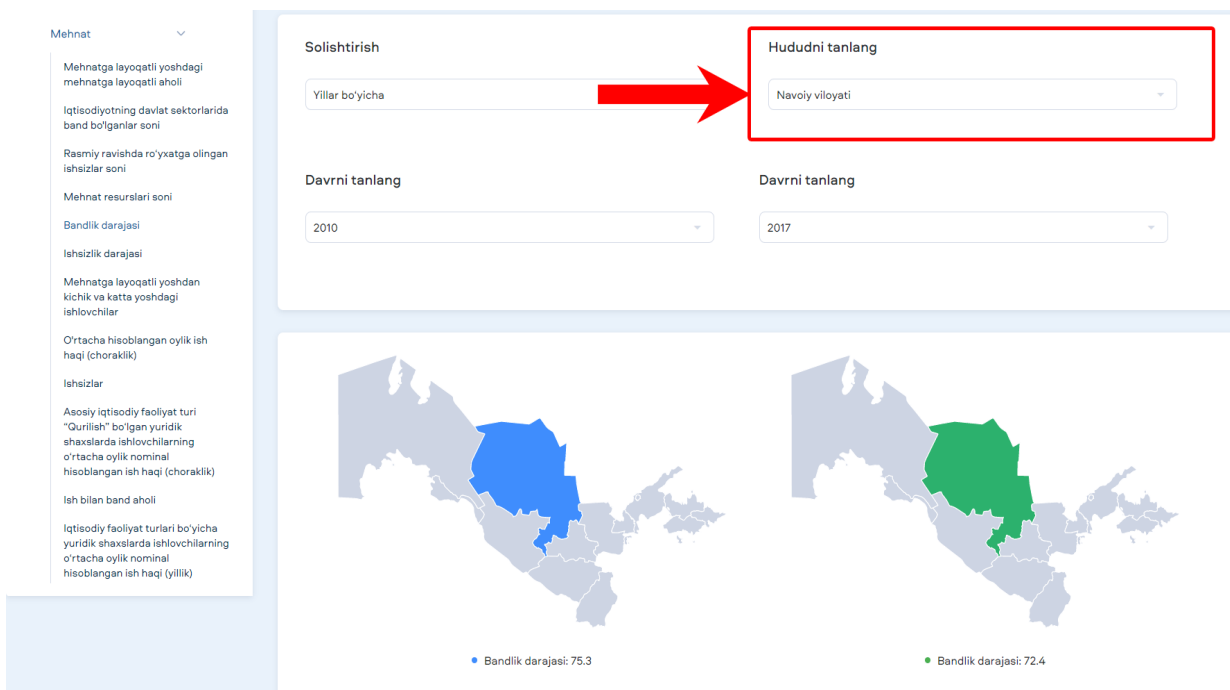 Mehnat
Mehnatga layoqatli yoshdagi
mehnatga layoqatli aholi
Iqtisodiyotning davlat sektorlarida
band bo'lganlar soni
Rasmiy ravishda ro'yxatga olingan
ishsizlar soni
Mehnat resurslari soni
Bandlik darajasi
Ishsizlik darajasi
Mehnatga layoqatli yoshdan
kichik va katta yoshdagi
ishlovchilar
O'rtacha hisoblangan oylik ish
haqi (choraklik)
Ishsizlar
Asosiy iqtisodiy faoliyat turi
“Qurilish” bo'lgan yuridik
shaxslarda ishlovchilarning
o'rtacha oylik nominal
hisoblangan ish haqi (choraklik)
Ish bilan band aholi
Iqtisodiy faoliyat turlari bo'yicha
yuridik shaxslarda ishlovchilarning
o'rtacha oylik nominal
hisoblangan ish haqi (yillik)
Solishtirish
Yillar bo'yicha
Hududni tanlang
Navoiy viloyati
Davrni tanlang
2010
Davrni tanlang
2017
Bandlik darajasi: 75.3
Bandlik darajasi: 72.4